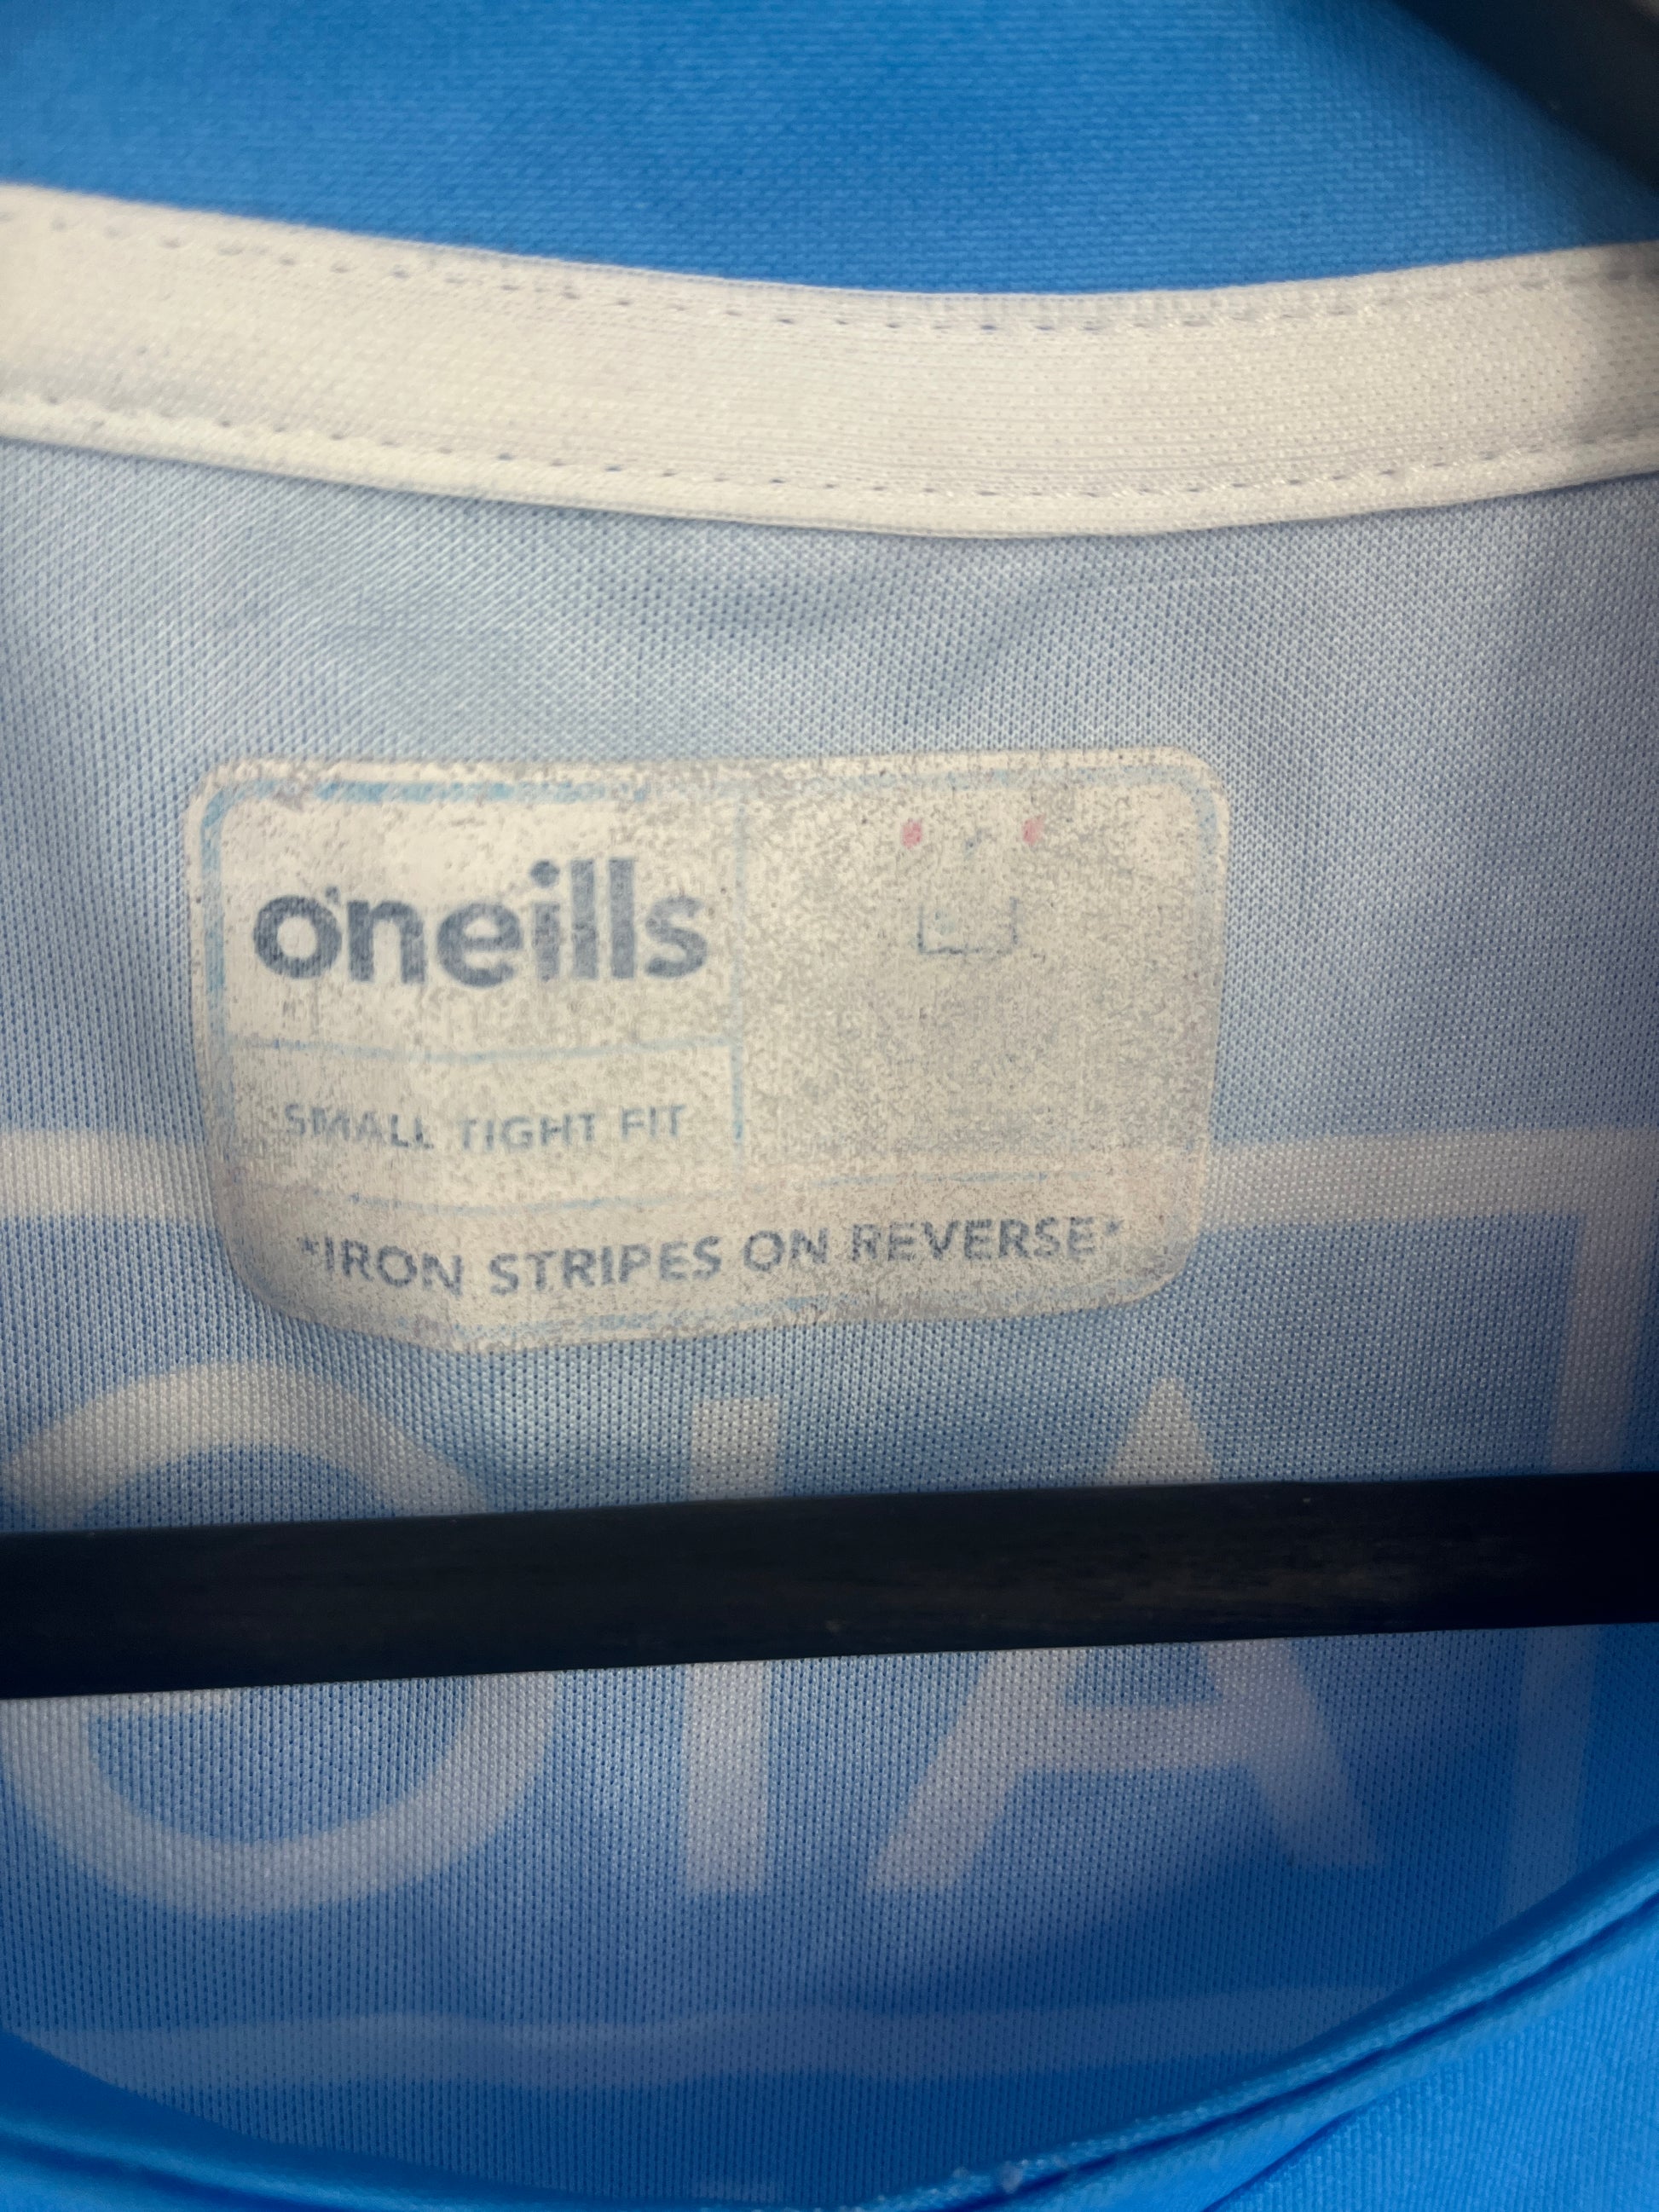 o'neills
SMALL TIGHT FIT
*IRON STRIPES ON REVERSE*